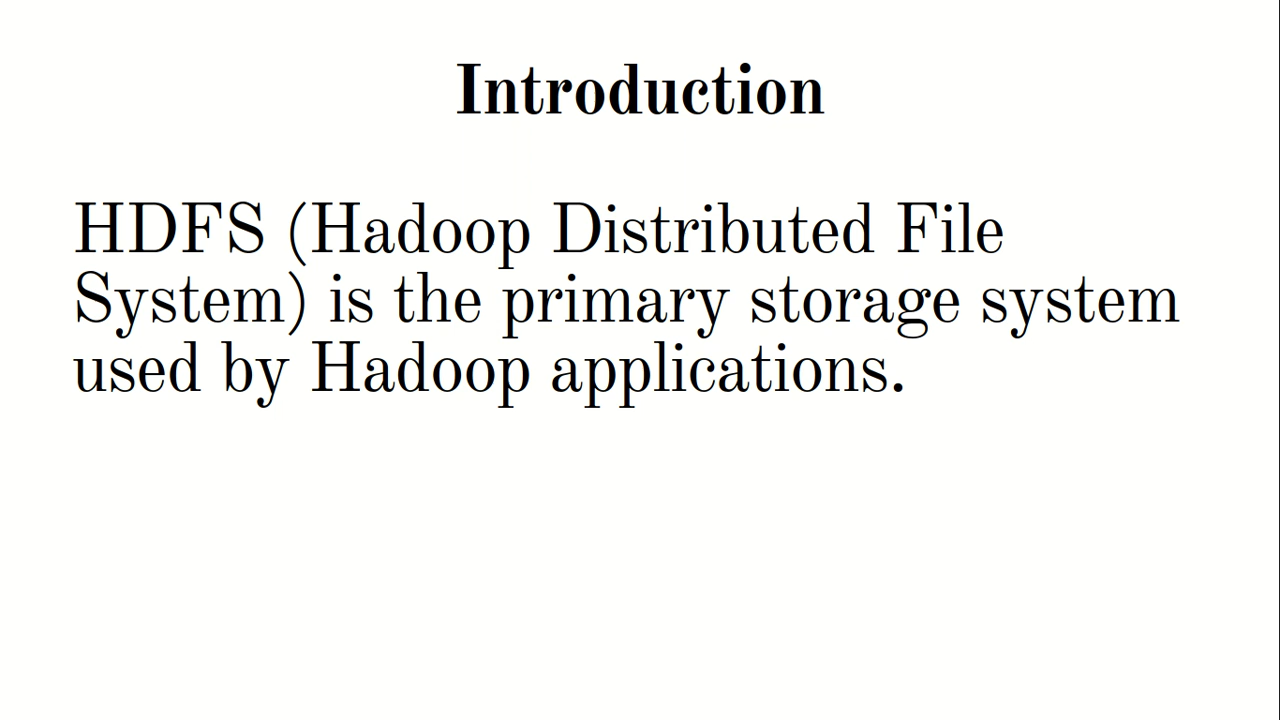 Introduction
HDFS (Hadoop Distributed File
System) is the primary storage system
used by Hadoop applications.